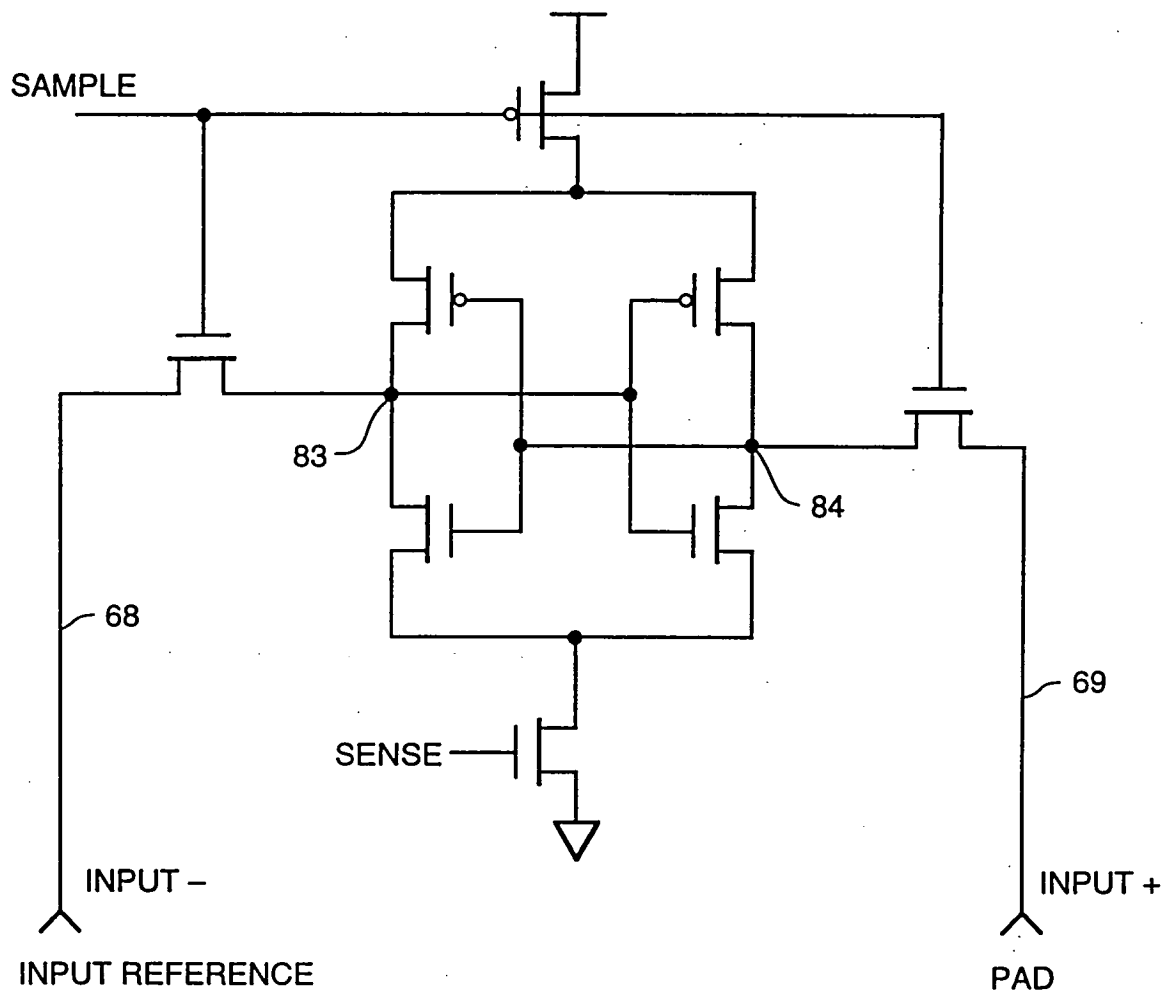 SAMPLE
83
84
68
69
SENSE
INPUT –
INPUT +
INPUT REFERENCE
PAD